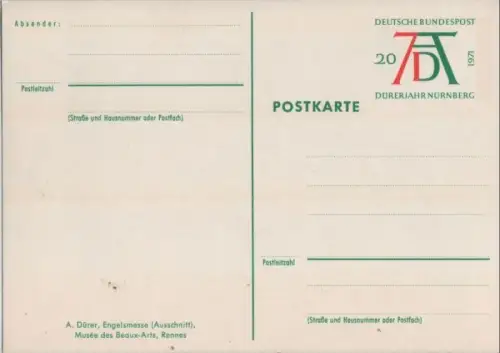 Absender:
Postleitzahl
(Straße und Hausnummer oder Postfach)
A. Dürer, Engelsmesse (Ausschnitt),
Musée des Beaux-Arts, Rennes
DEUTSCHE BUNDESPOST
20
AD
1971
DÜRERJAHR NÜRNBERG
POSTKARTE
Postleitzahl
(Straße und Hausnummer oder Postfach)